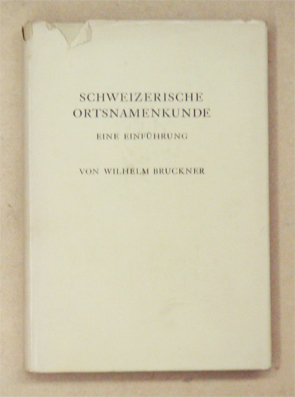 SCHWEIZERISCHE
ORTSNAMENKUNDE
EINE EINFÜHRUNG
VON WILHELM BRUCKNER